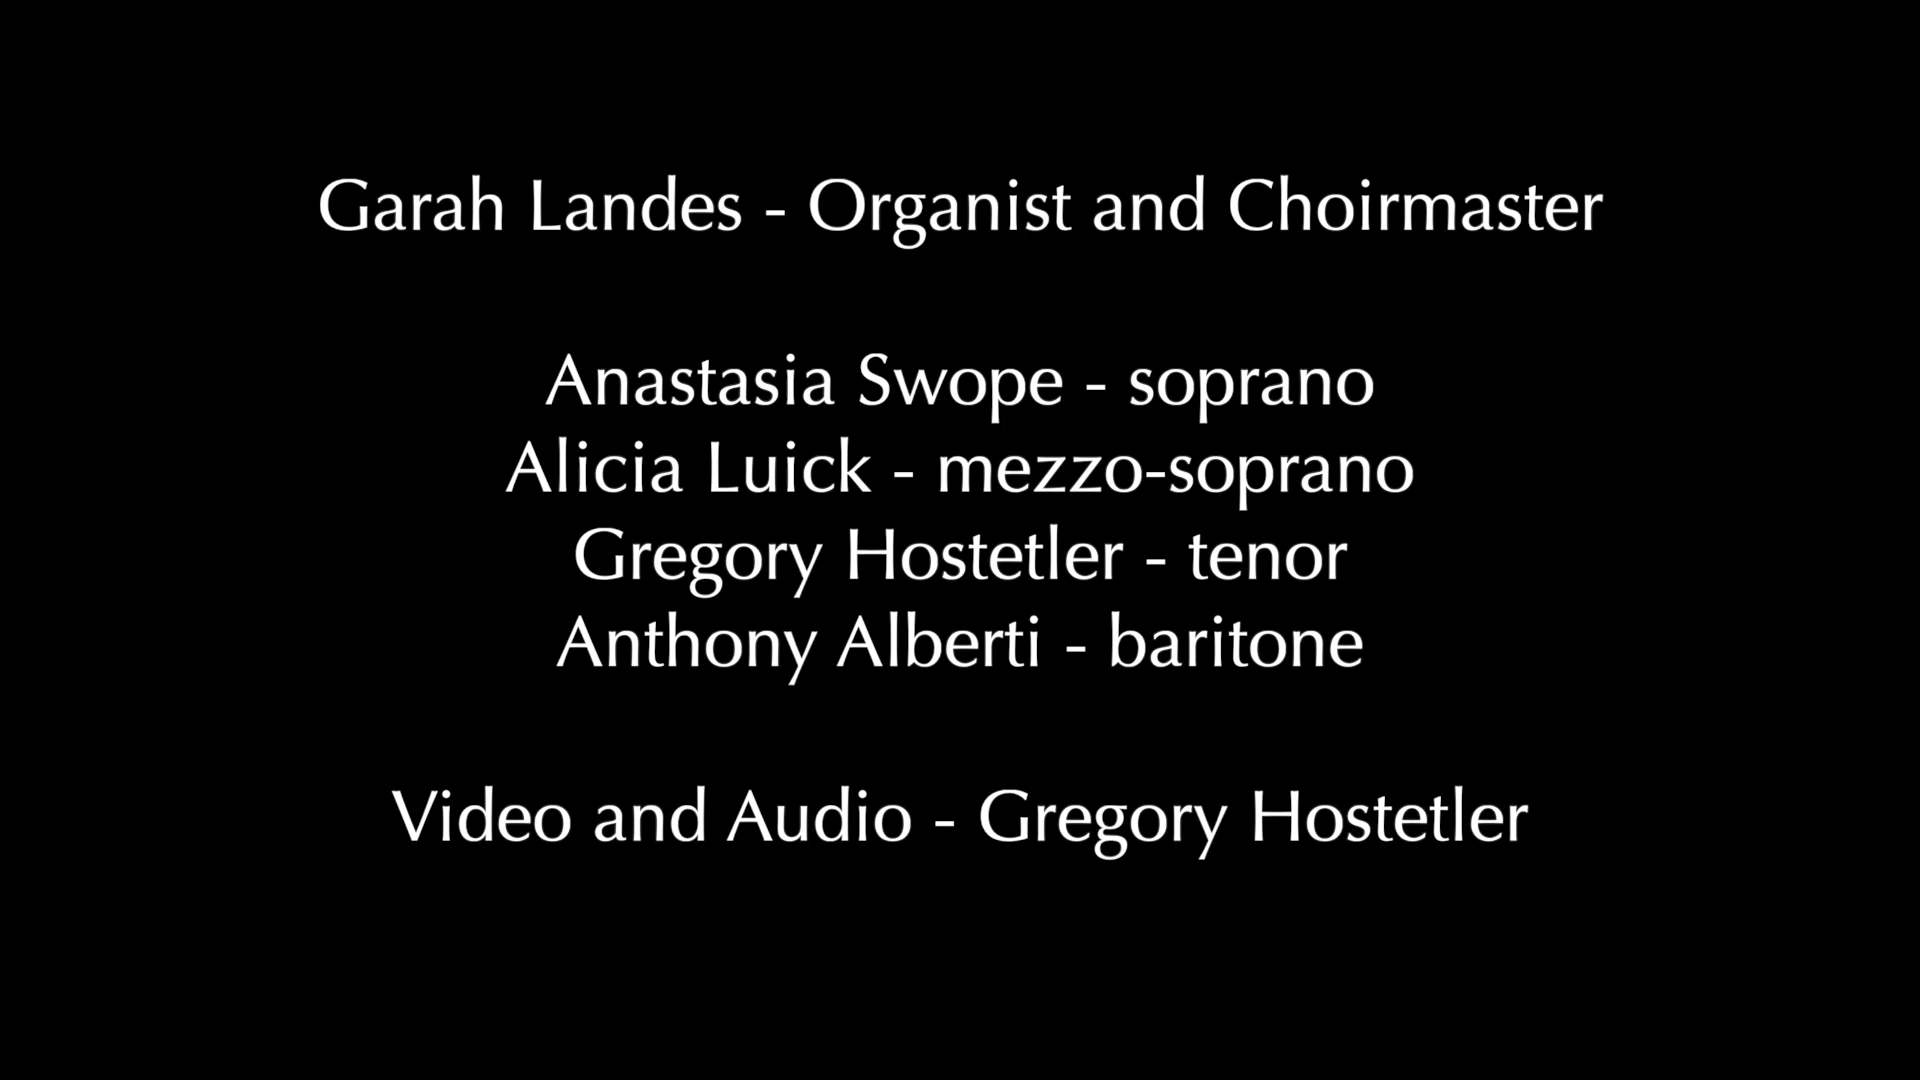 Garah Landes - Organist and Choirmaster
Anastasia Swope - soprano
Alicia Luick - mezzo-soprano
Gregory Hostetler - tenor
Anthony Alberti - baritone
Video and Audio - Gregory Hostetler